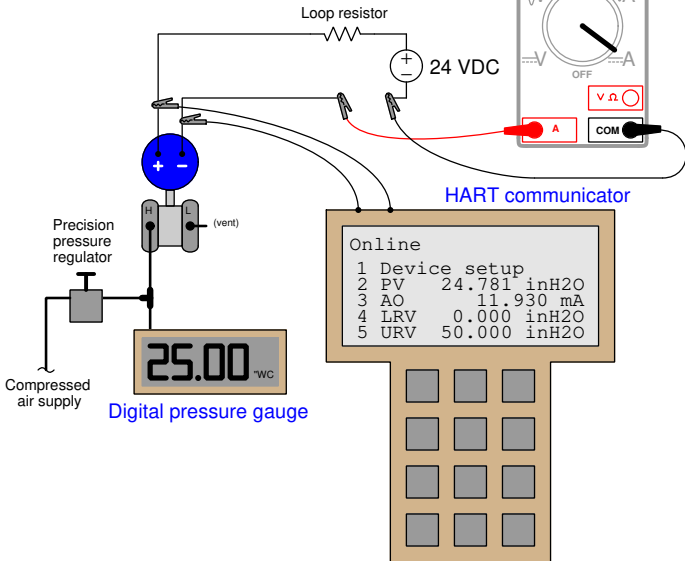 Loop resistor
24 VDC
V
A
V
A
OFF
V Ω
A
COM
+ −
H
L
(vent)
Precision
pressure
regulator
Compressed
air supply
25.00 "WC
Digital pressure gauge
HART communicator
Online
1 Device setup
2 PV 24.781 inH2O
3 AO 11.930 mA
4 LRV 0.000 inH2O
5 URV 50.000 inH2O